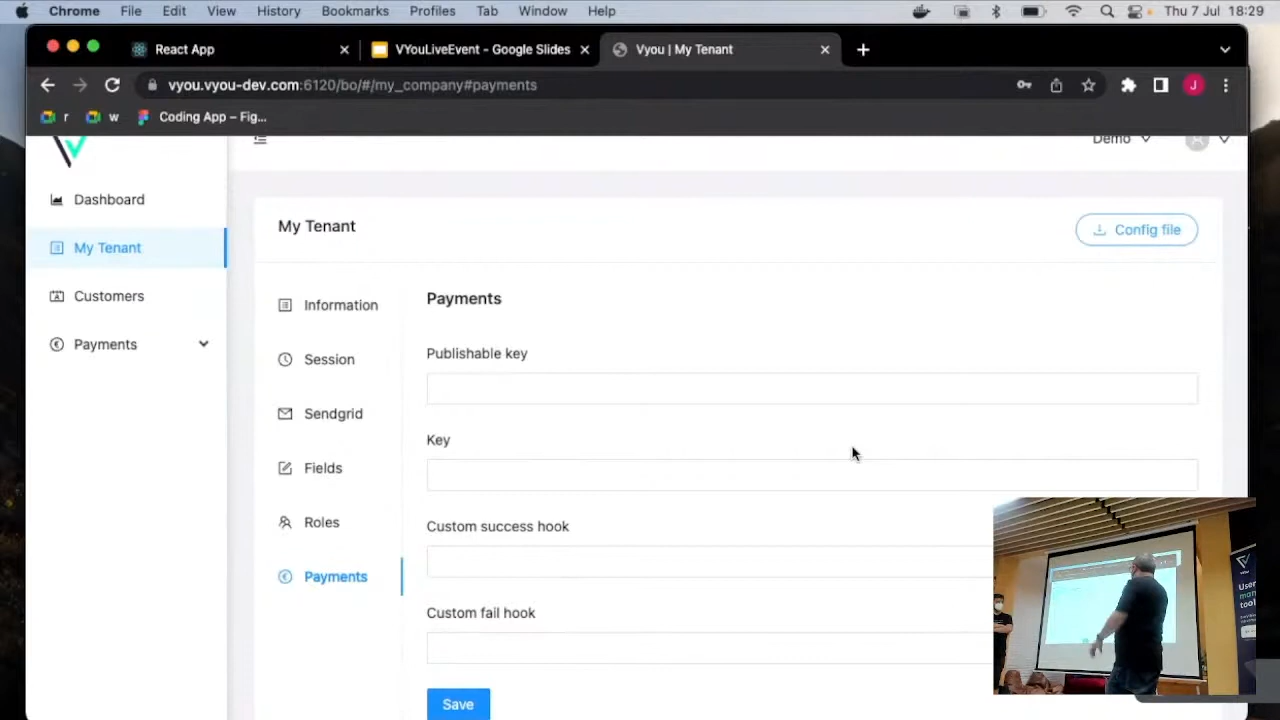 Chrome File Edit View History Bookmarks Profiles Tab Window Help Thu 7 Jul 18:29
React App VYouLiveEvent - Google Slides Vyou | My Tenant
vyou.vyou-dev.com:6120/bo/#/my_company#payments J
r w Coding App – Fig...
Demo
Dashboard
My Tenant
Customers
Payments
My Tenant
Config file
Information
Session
Sendgrid
Fields
Roles
Payments
Payments
Publishable key
Key
Custom success hook
Custom fail hook
Save